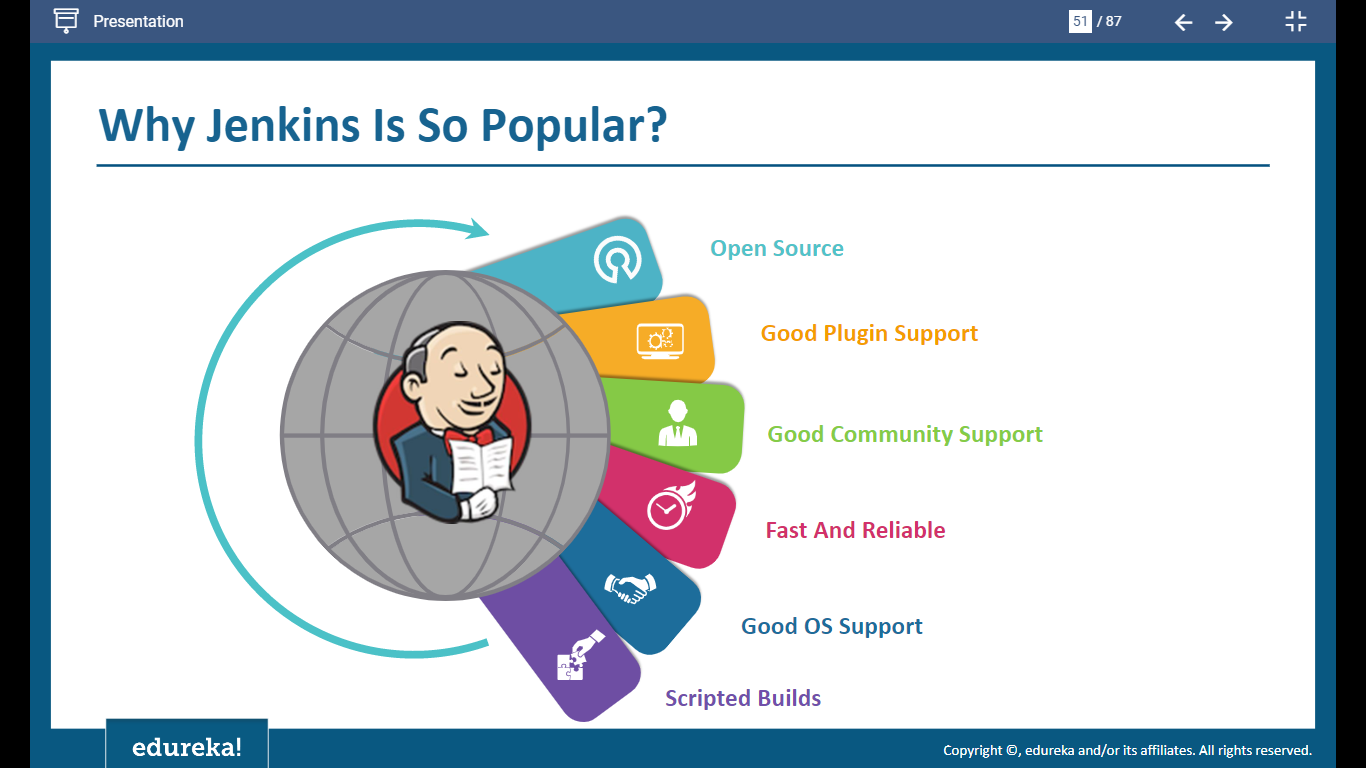 Presentation
51 / 87
Why Jenkins Is So Popular?
Open Source
Good Plugin Support
Good Community Support
Fast And Reliable
Good OS Support
Scripted Builds
edureka!
Copyright ©, edureka and/or its affiliates. All rights reserved.